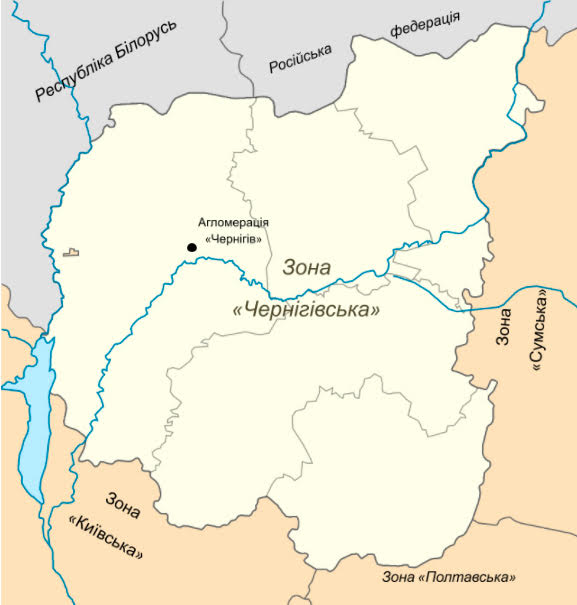 Республіка Білорусь
Російська
федерація
Агломерація
«Чернігів»
Зона
«Чернігівська»
Зона
«Сумська»
Зона
«Київська»
Зона «Полтавська»